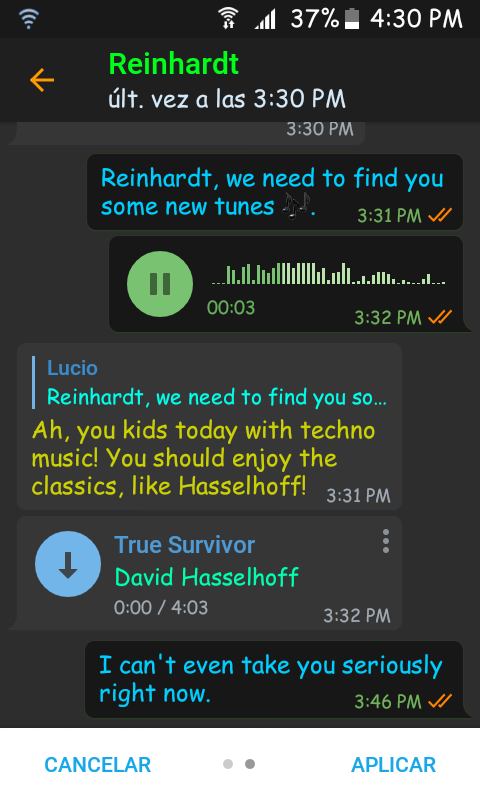 37% 4:30 PM
Reinhardt
últ. vez a las 3:30 PM
3:30 PM
Reinhardt, we need to find you
some new tunes 🎶.
3:31 PM
00:03
3:32 PM
Lucio
Reinhardt, we need to find you so...
Ah, you kids today with techno
music! You should enjoy the
classics, like Hasselhoff!
3:31 PM
True Survivor
David Hasselhoff
0:00 / 4:03
3:32 PM
I can't even take you seriously
right now.
3:46 PM
CANCELAR
APLICAR